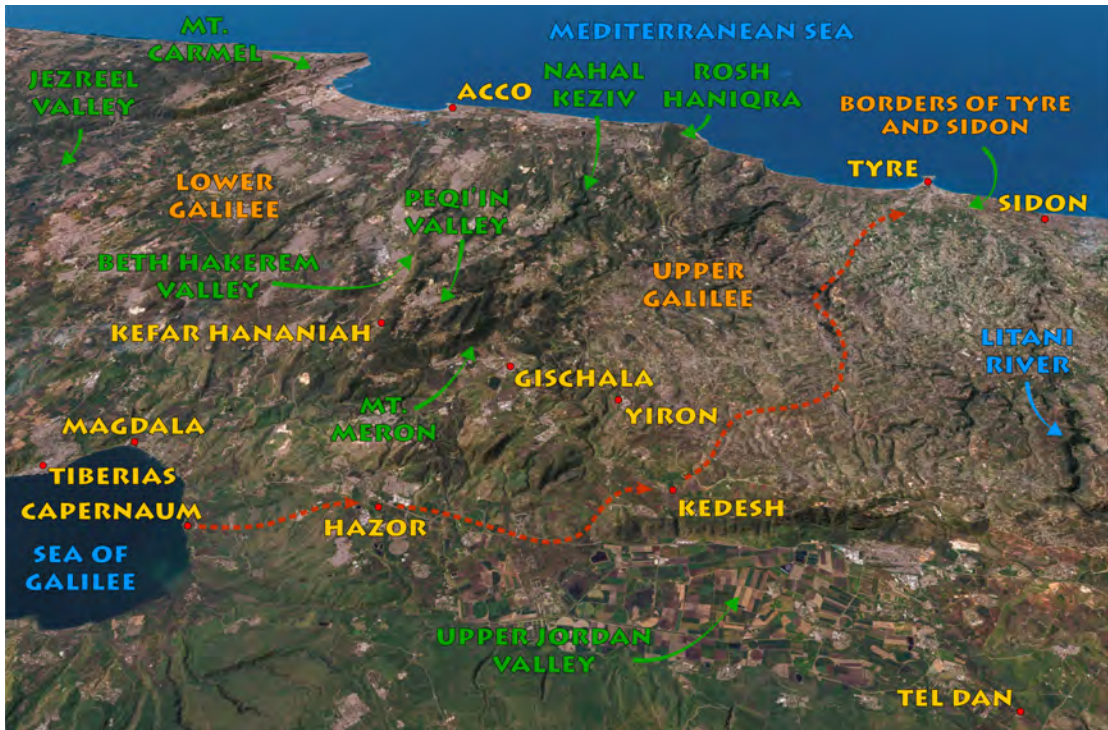 MT.
CARMEL
MEDITERRANEAN SEA
JEZREEL
VALLEY
NAHAL
KEZIV
ROSH
HANIQRA
ACCO
BORDERS OF TYRE
AND SIDON
TYRE
SIDON
LOWER
GALILEE
PEQI'IN
VALLEY
BETH HAKEREM
VALLEY
UPPER
GALILEE
KEFAR HANANIAH
LITANI
RIVER
GISCHALA
YIRON
MT.
MERON
MAGDALA
TIBERIAS
CAPERNAUM
HAZOR
KEDESH
SEA OF
GALILEE
UPPER JORDAN
VALLEY
TEL DAN